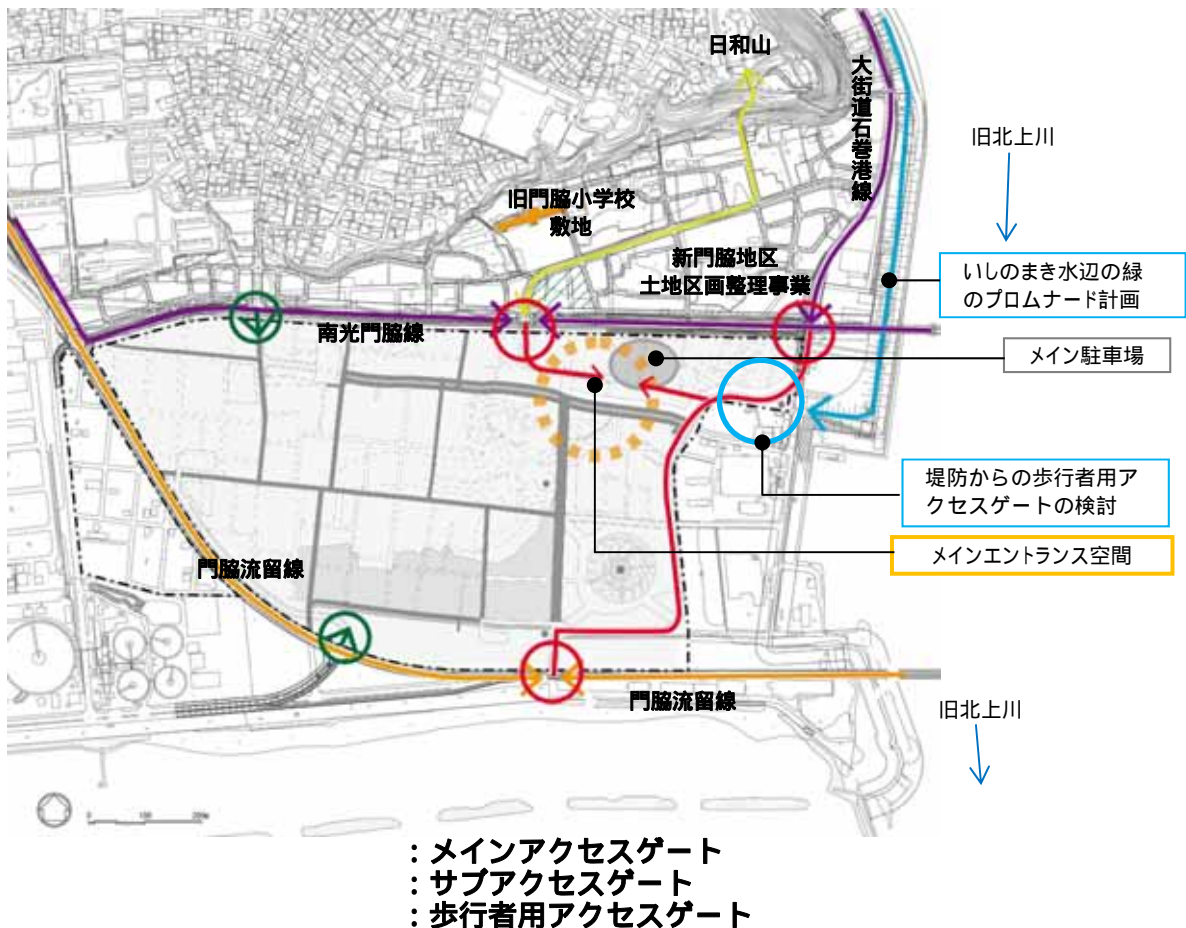 日和山
大街道石巻港線
旧北上川
旧門脇小学校
敷地
いしのまき水辺の緑
のプロムナード計画
新門脇地区
土地区画整理事業
南光門脇線
メイン駐車場
堤防からの歩行者用ア
クセスゲートの検討
メインエントランス空間
門脇流留線
門脇流留線
旧北上川
0 100 200m
：メインアクセスゲート
：サブアクセスゲート
：歩行者用アクセスゲート